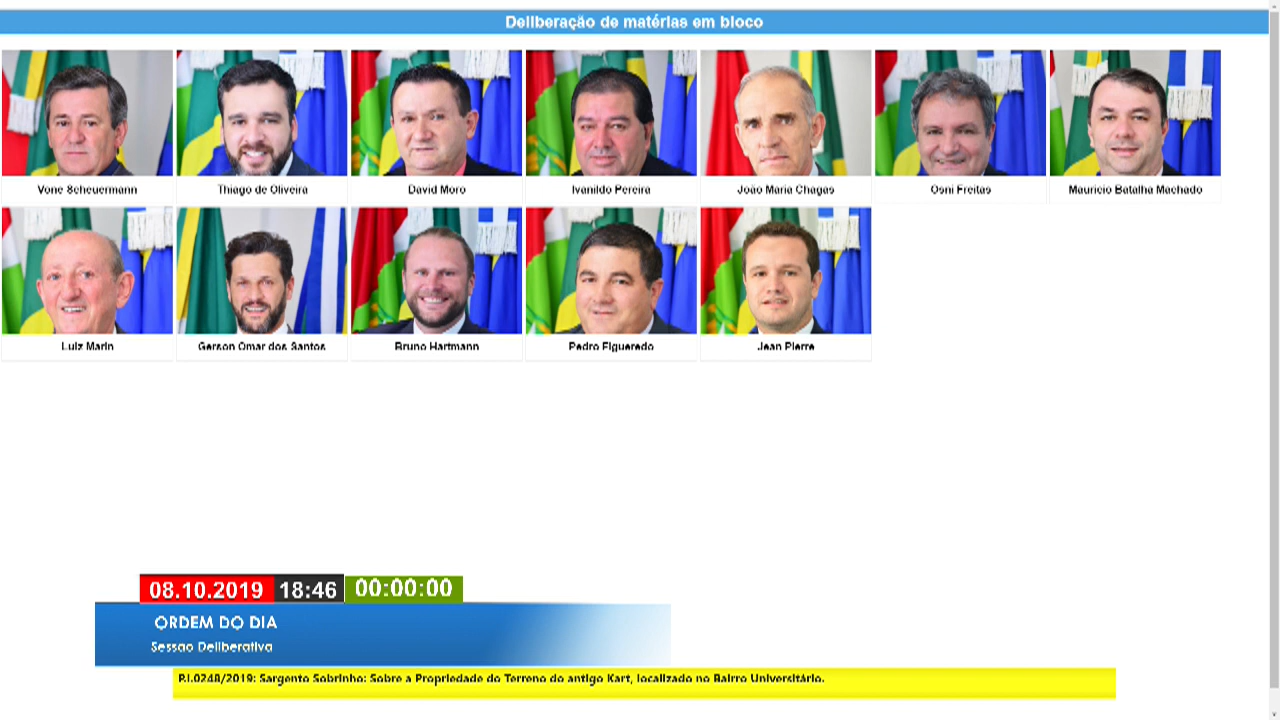 Deliberação de matérias em bloco
Vone Scheuermann
Thiago de Oliveira
David Moro
Ivanildo Pereira
João Maria Chagas
Osni Freitas
Mauricio Batalha Machado
Luiz Marin
Gerson Omar dos Santos
Bruno Hartmann
Pedro Figueredo
Jean Pierre
08.10.2019 18:46 00:00:00
ORDEM DO DIA
Sessao Deliberativa
P.I.0248/2019: Sargento Sobrinho: Sobre a Propriedade do Terreno do antigo Kart, localizado no Bairro Universitário.